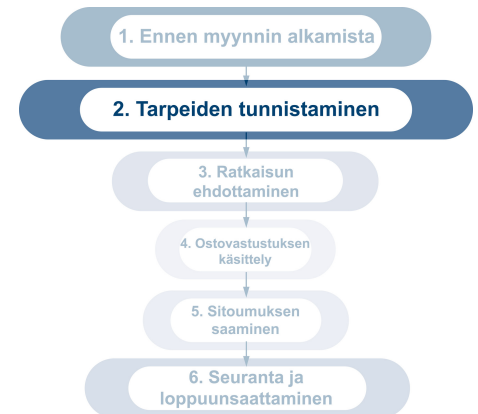 1. Ennen myynnin alkamista
2. Tarpeiden tunnistaminen
3. Ratkaisun
ehdottaminen
4. Ostovastustuksen
käsittely
5. Sitoumuksen
saaminen
6. Seuranta ja
loppuunsaattaminen